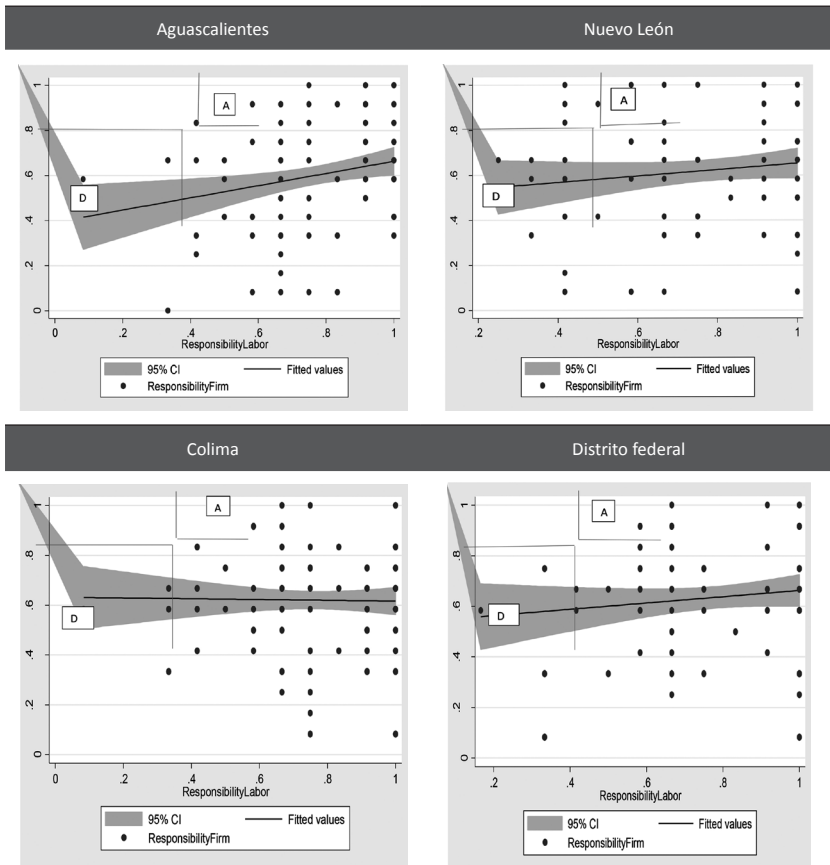 Aguascalientes
Nuevo León
A
D
0 .2 .4 .6 .8 1
0 .2 .4 .6 .8 1
ResponsibilityLabor
95% CI Fitted values
ResponsibilityFirm
A
D
0 .2 .4 .6 .8 1
.2 .4 .6 .8 1
ResponsibilityLabor
95% CI Fitted values
ResponsibilityFirm
Colima
Distrito federal
A
D
0 .2 .4 .6 .8 1
0 .2 .4 .6 .8 1
ResponsibilityLabor
95% CI Fitted values
ResponsibilityFirm
A
D
0 .2 .4 .6 .8 1
.2 .4 .6 .8 1
ResponsibilityLabor
95% CI Fitted values
ResponsibilityFirm